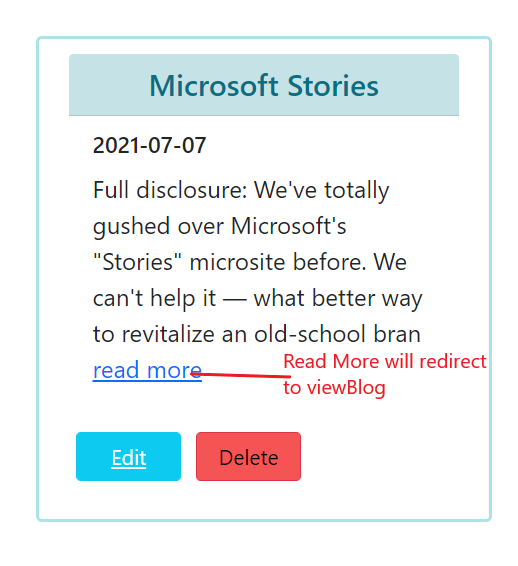 Microsoft Stories
2021-07-07
Full disclosure: We've totally
gushed over Microsoft's
"Stories" microsite before. We
can't help it — what better way
to revitalize an old-school bran
read more
Read More will redirect
to viewBlog
Edit
Delete